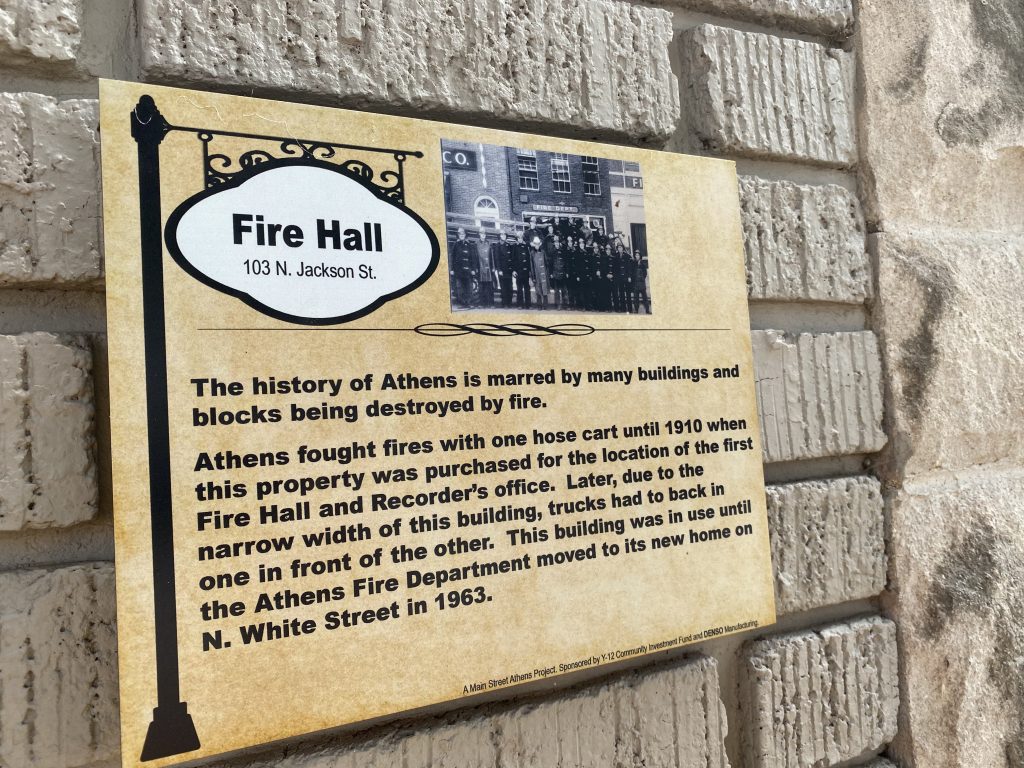 CO.
FI
FIRE DEPT.
Fire Hall
103 N. Jackson St.
The history of Athens is marred by many buildings and
blocks being destroyed by fire.
Athens fought fires with one hose cart until 1910 when
this property was purchased for the location of the first
Fire Hall and Recorder's office. Later, due to the
narrow width of this building, trucks had to back in
one in front of the other. This building was in use until
the Athens Fire Department moved to its new home on
N. White Street in 1963.
A Main Street Athens Project. Sponsored by Y-12 Community Investment Fund and DENSO Manufacturing.